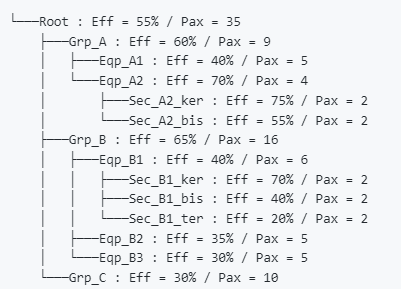 └───Root : Eff = 55% / Pax = 35
    ├───Grp_A : Eff = 60% / Pax = 9
    │   ├───Eqp_A1 : Eff = 40% / Pax = 5
    │   └───Eqp_A2 : Eff = 70% / Pax = 4
    │       ├───Sec_A2_ker : Eff = 75% / Pax = 2
    │       └───Sec_A2_bis : Eff = 55% / Pax = 2
    ├───Grp_B : Eff = 65% / Pax = 16
    │   ├───Eqp_B1 : Eff = 40% / Pax = 6
    │   │   ├───Sec_B1_ker : Eff = 70% / Pax = 2
    │   │   ├───Sec_B1_bis : Eff = 40% / Pax = 2
    │   │   └───Sec_B1_ter : Eff = 20% / Pax = 2
    │   ├───Eqp_B2 : Eff = 35% / Pax = 5
    │   └───Eqp_B3 : Eff = 30% / Pax = 5
    └───Grp_C : Eff = 30% / Pax = 10